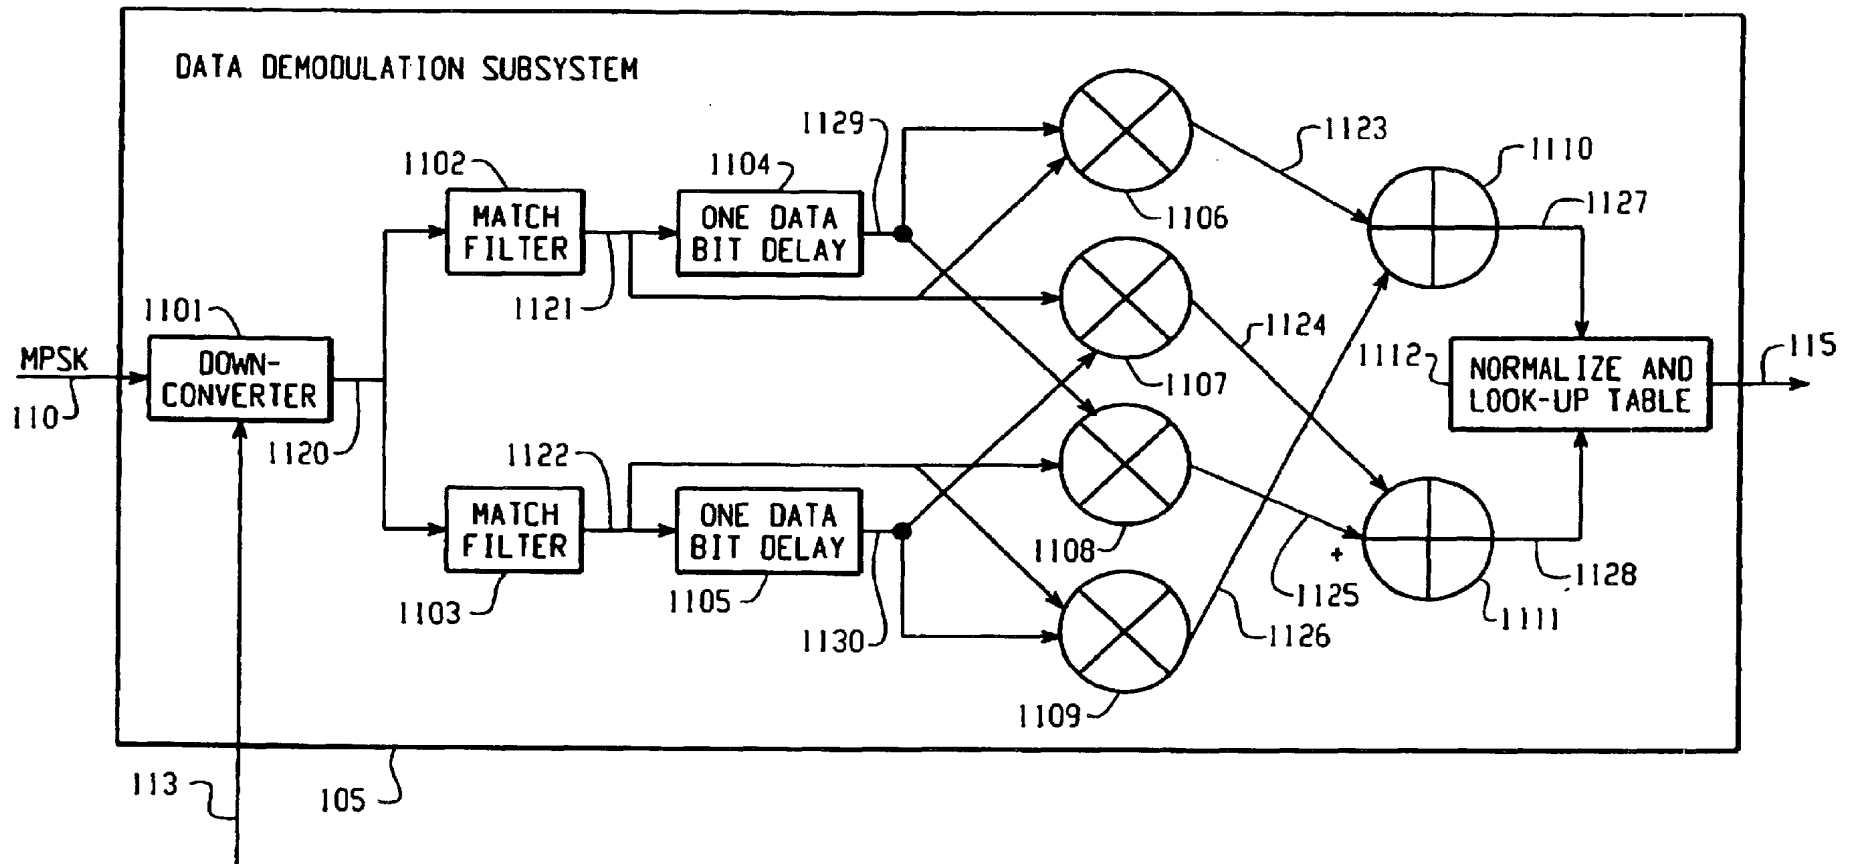 DATA DEMODULATION SUBSYSTEM
1129
1123
1110
1102
1104
MATCH
FILTER
ONE DATA
BIT DELAY
1106
1127
1121
1101
1124
MPSK
DOWN-
CONVERTER
1107
1112
NORMALIZE AND
LOOK-UP TABLE
115
110
1120
1122
MATCH
FILTER
ONE DATA
BIT DELAY
1108
+
1125
1128
1103
1105
1130
1126
1111
1109
113
105